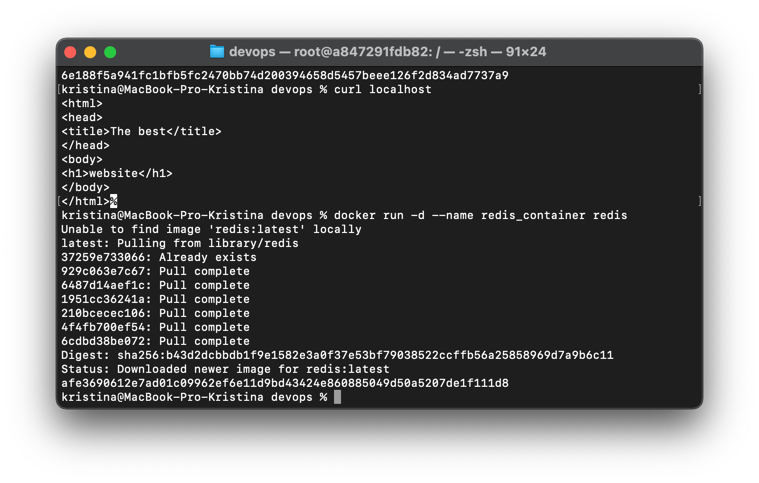 devops — root@a847291fdb82: / — -zsh — 91×24
6e188f5a941fc1bfb5fc2470bb74d200394658d5457beee126f2d834ad7737a9
[kristina@MacBook-Pro-Kristina devops % curl localhost ]
<html>
<head>
<title>The best</title>
</head>
<body>
<h1>website</h1>
</body>
[</html>% ]
kristina@MacBook-Pro-Kristina devops % docker run -d --name redis_container redis
Unable to find image 'redis:latest' locally
latest: Pulling from library/redis
37259e733066: Already exists
929c063e7c67: Pull complete
6487d14aef1c: Pull complete
1951cc36241a: Pull complete
210bcecec106: Pull complete
4f4fb700ef54: Pull complete
6cdbd38be072: Pull complete
Digest: sha256:b43d2dcbbdb1f9e1582e3a0f37e53bf79038522ccffb56a25858969d7a9b6c11
Status: Downloaded newer image for redis:latest
afe3690612e7ad01c09962ef6e11d9bd43424e860885049d50a5207de1f111d8
kristina@MacBook-Pro-Kristina devops %